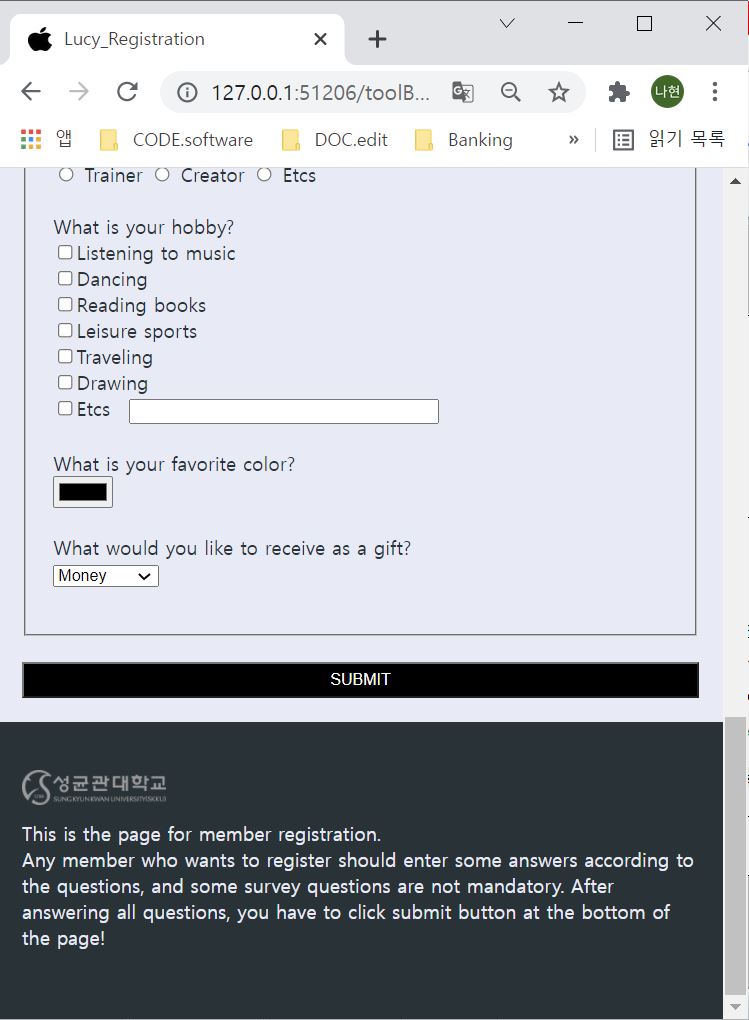 Lucy_Registration
127.0.0.1:51206/toolB...
나현
앱 CODE.software DOC.edit Banking » 읽기 목록
Trainer Creator Etcs
What is your hobby?
Listening to music
Dancing
Reading books
Leisure sports
Traveling
Drawing
Etcs
What is your favorite color?
What would you like to receive as a gift?
Money
SUBMIT
성균관대학교
SUNGKYUNKWAN UNIVERSITY(SKKU)
This is the page for member registration.
Any member who wants to register should enter some answers according to
the questions, and some survey questions are not mandatory. After
answering all questions, you have to click submit button at the bottom of
the page!